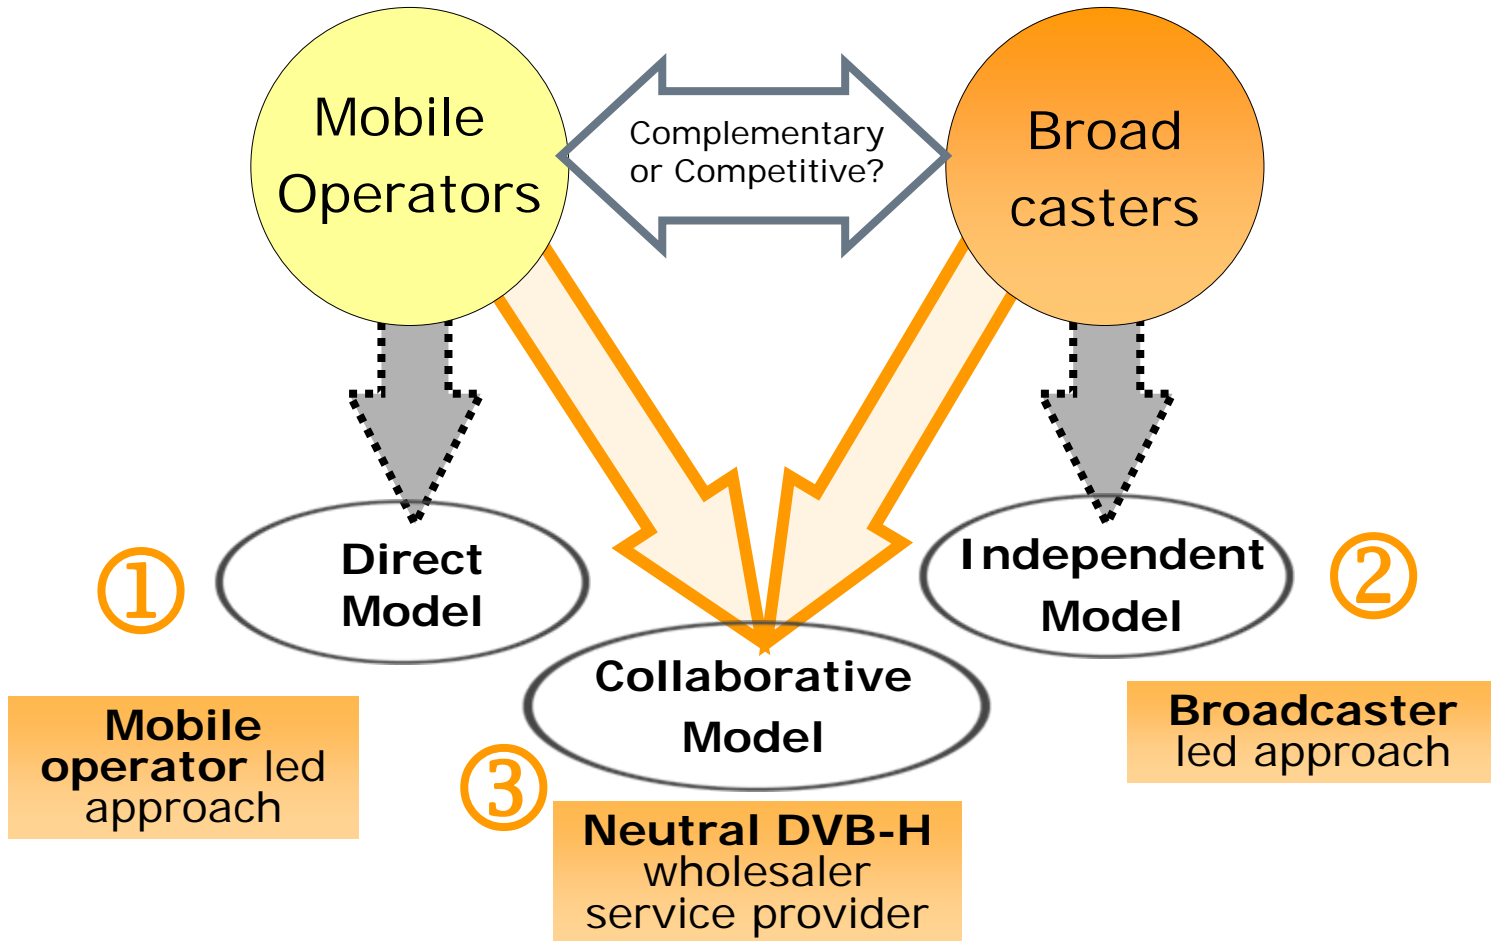 Mobile
Operators
Complementary
or Competitive?
Broad
casters
①
Direct
Model
Independent
Model
②
Collaborative
Model
Mobile
operator led
approach
③
Neutral DVB-H
wholesaler
service provider
Broadcaster
led approach